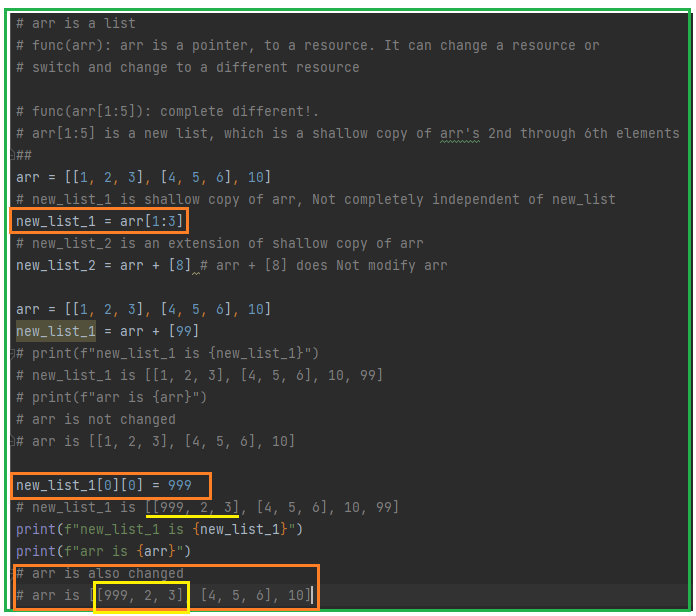 # arr is a list
# func(arr): arr is a pointer, to a resource. It can change a resource or
# switch and change to a different resource
# func(arr[1:5]): complete different!.
# arr[1:5] is a new list, which is a shallow copy of arr's 2nd through 6th elements
##
arr = [[1, 2, 3], [4, 5, 6], 10]
# new_list_1 is shallow copy of arr, Not completely independent of new_list
new_list_1 = arr[1:3]
# new_list_2 is an extension of shallow copy of arr
new_list_2 = arr + [8] # arr + [8] does Not modify arr
arr = [[1, 2, 3], [4, 5, 6], 10]
new_list_1 = arr + [99]
# print(f"new_list_1 is {new_list_1}")
# new_list_1 is [[1, 2, 3], [4, 5, 6], 10, 99]
# print(f"arr is {arr}")
# arr is not changed
# arr is [[1, 2, 3], [4, 5, 6], 10]
new_list_1[0][0] = 999
# new_list_1 is [[999, 2, 3], [4, 5, 6], 10, 99]
print(f"new_list_1 is {new_list_1}")
print(f"arr is {arr}")
# arr is also changed
# arr is [[999, 2, 3], [4, 5, 6], 10]